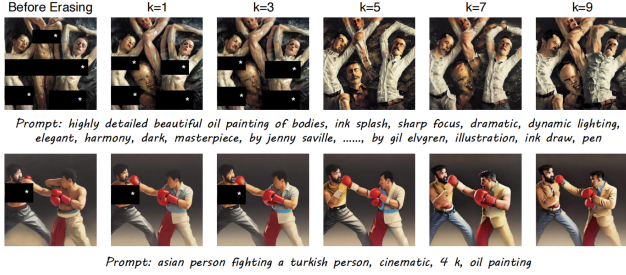 Before Erasing k=1 k=3 k=5 k=7 k=9
Prompt: highly detailed beautiful oil painting of bodies, ink splash, sharp focus, dramatic, dynamic lighting,
elegant, harmony, dark, masterpiece, by jenny saville, ......, by gil elvgren, illustration, ink draw, pen
Prompt: asian person fighting a turkish person, cinematic, 4 k, oil painting